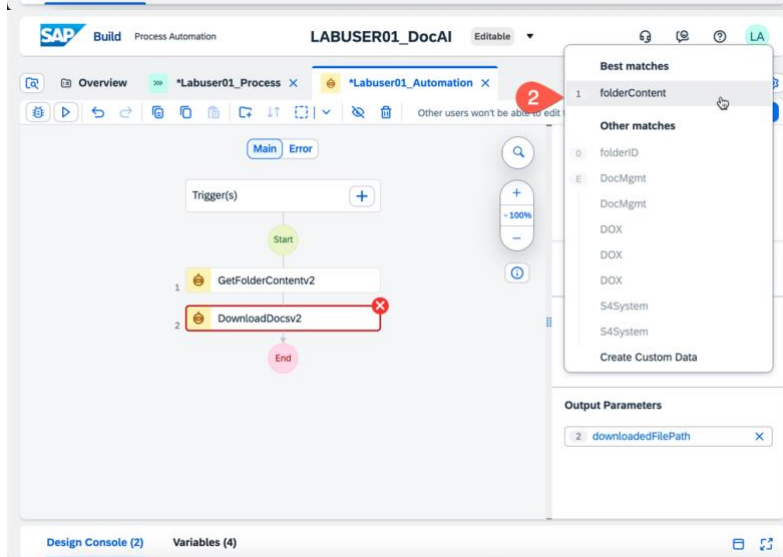 SAP Build Process Automation LABUSER01_DocAI Editable LA
Overview *Labuser01_Process *Labuser01_Automation
Other users won't be able to edit
2
Best matches
1 folderContent
Other matches
0 folderID
E DocMgmt
DocMgmt
DOX
DOX
DOX
S4System
S4System
Create Custom Data
Main Error
Trigger(s)
Start
1 GetFolderContentv2
2 DownloadDocsv2
End
100%
Output Parameters
2 downloadedFilePath
Design Console (2) Variables (4)